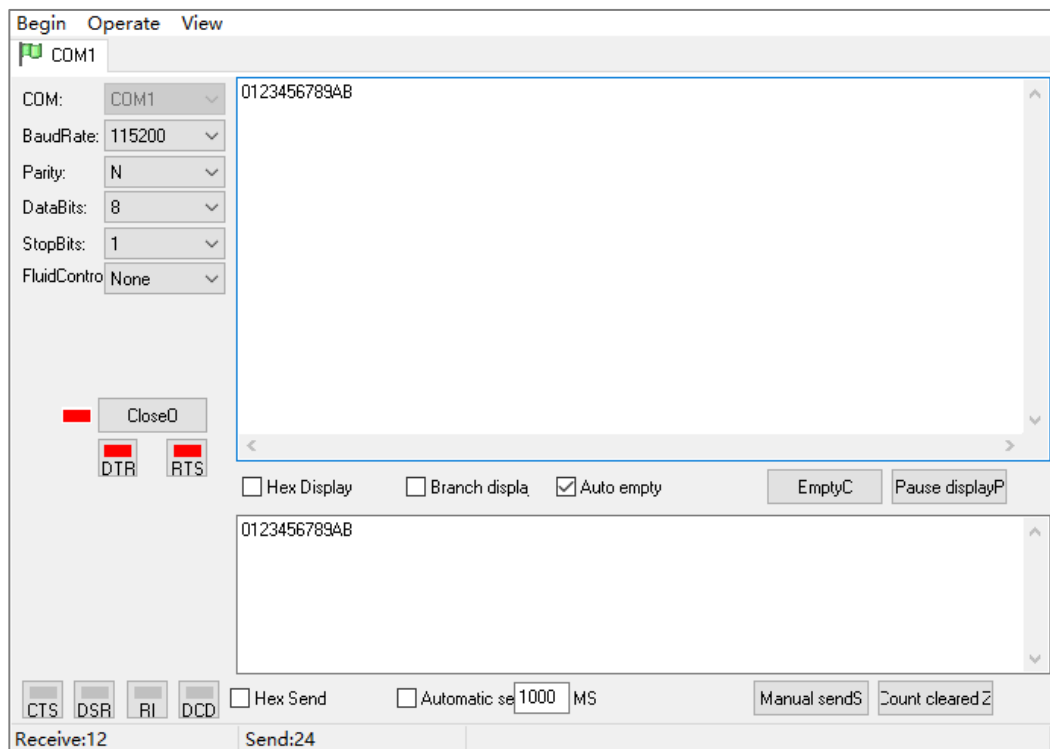 Begin Operate View
COM1
COM: COM1
BaudRate: 115200
Parity: N
DataBits: 8
StopBits: 1
FluidContro None
CloseO
DTR RTS
0123456789AB
Hex Display Branch displa Auto empty EmptyC Pause displayP
0123456789AB
CTS DSR RI DCD Hex Send Automatic se 1000 MS Manual sendS Count cleared Z
Receive:12 Send:24